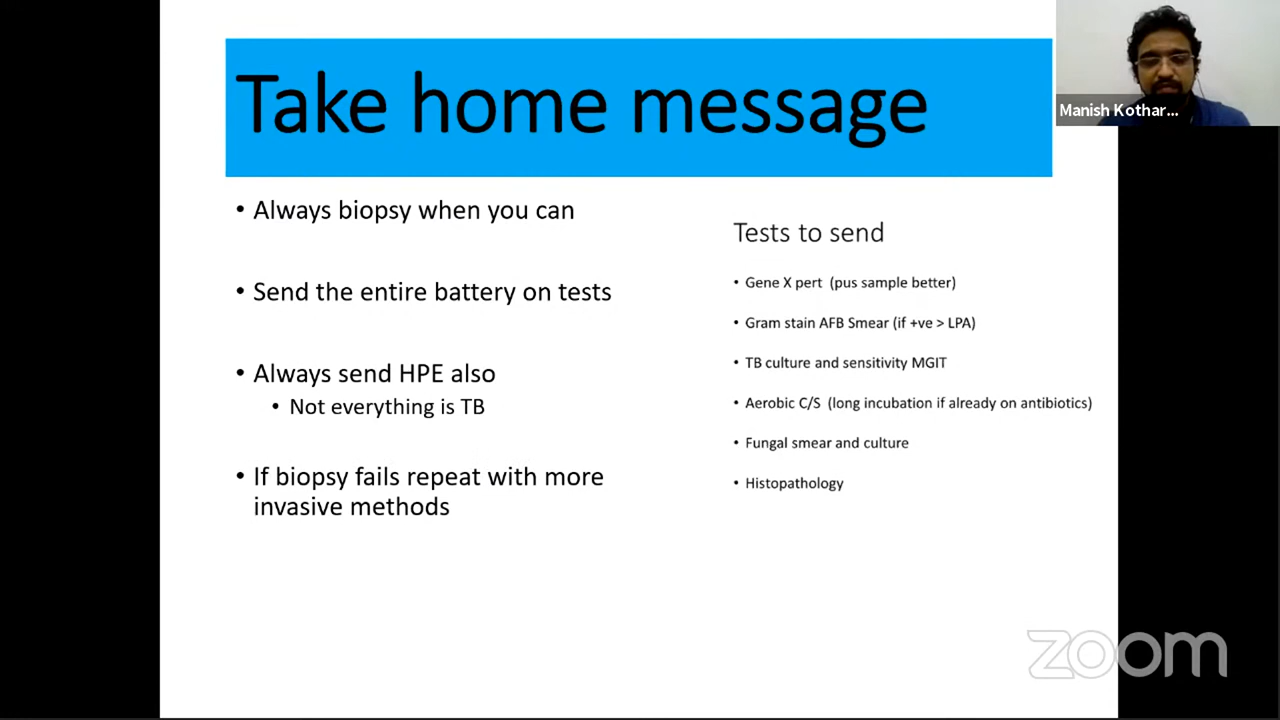 Take home message
Manish Kothar...
• Always biopsy when you can
• Send the entire battery on tests
• Always send HPE also
• Not everything is TB
• If biopsy fails repeat with more
invasive methods
Tests to send
• Gene X pert (pus sample better)
• Gram stain AFB Smear (if +ve > LPA)
• TB culture and sensitivity MGIT
• Aerobic C/S (long incubation if already on antibiotics)
• Fungal smear and culture
• Histopathology
zoom